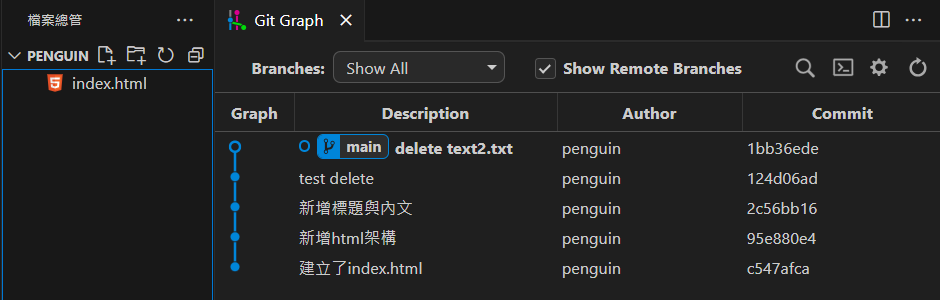 檔案總管 ···
PENGUIN
index.html
Git Graph
Branches: Show All Show Remote Branches
Graph Description Author Commit
main delete text2.txt penguin 1bb36ede
test delete penguin 124d06ad
新增標題與內文 penguin 2c56bb16
新增html架構 penguin 95e880e4
建立了index.html penguin c547afca